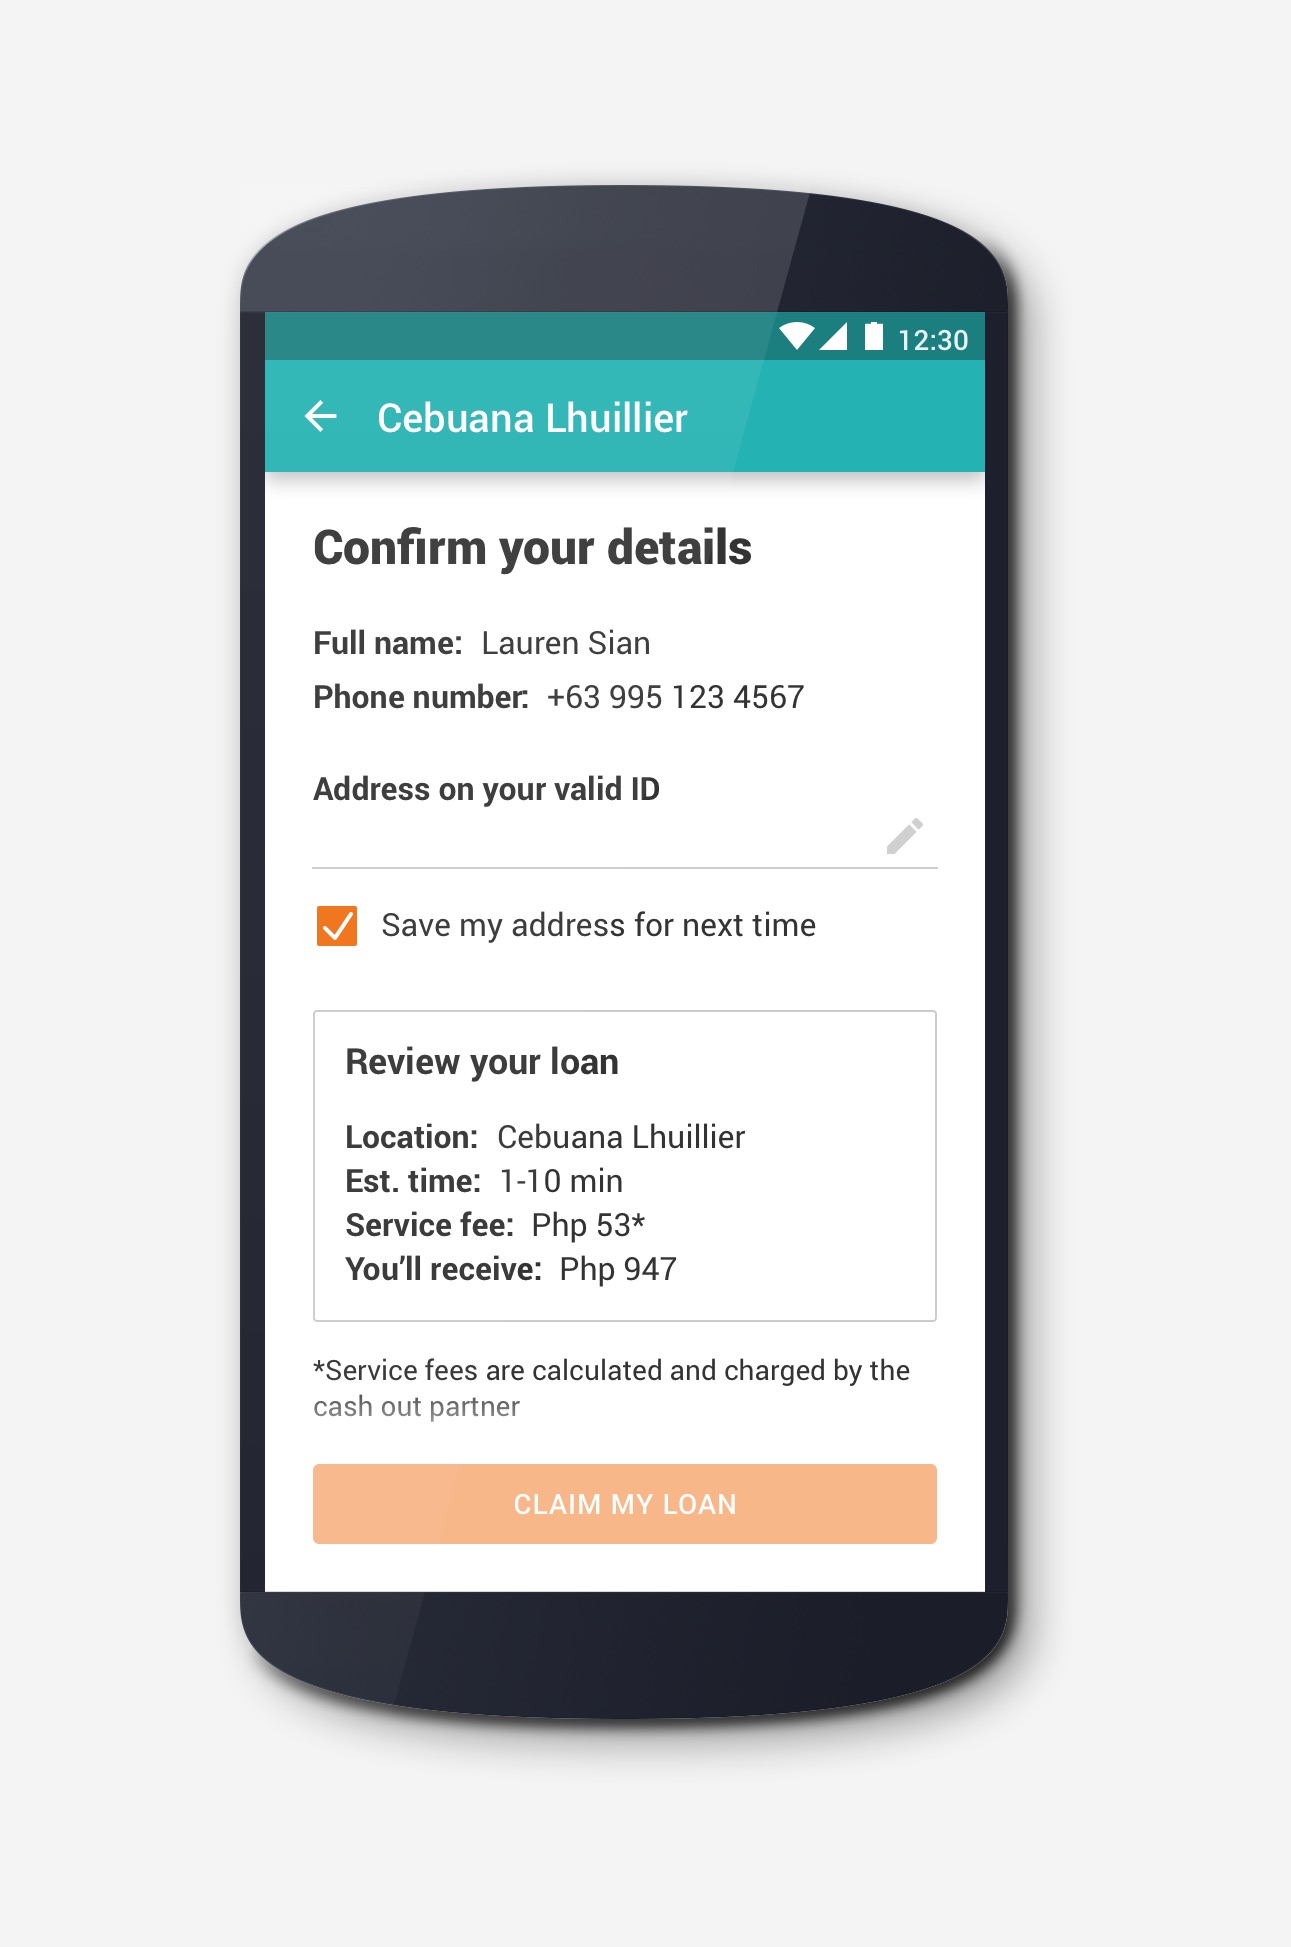 12:30
Cebuana Lhuillier
Confirm your details
Full name: Lauren Sian
Phone number: +63 995 123 4567
Address on your valid ID
Save my address for next time
Review your loan
Location: Cebuana Lhuillier
Est. time: 1-10 min
Service fee: Php 53*
You’ll receive: Php 947
*Service fees are calculated and charged by the
cash out partner
CLAIM MY LOAN